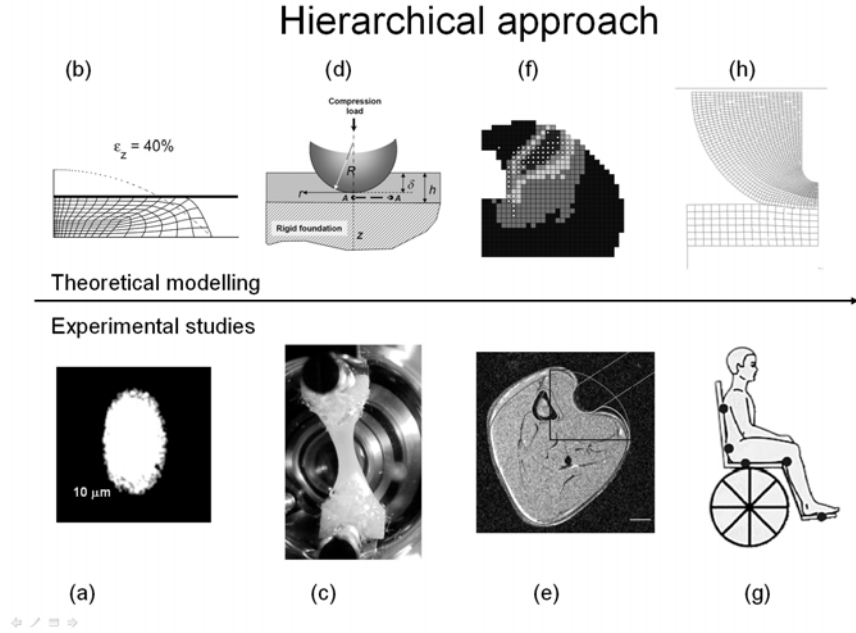 Hierarchical approach
(b)
(d)
(f)
(h)
Compression
load
ε_z = 40%
R
r
δ
h
A
A
Rigid foundation
z
Theoretical modelling
Experimental studies
10 μm
(a)
(c)
(e)
(g)